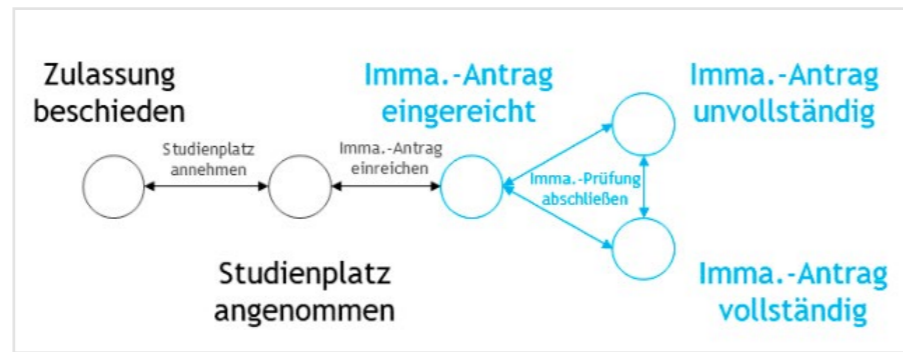 Zulassung
beschieden
Studienplatz
annehmen
Studienplatz
angenommen
Imma.-Antrag
einreichen
Imma.-Antrag
eingereicht
Imma.-Prüfung
abschließen
Imma.-Antrag
unvollständig
Imma.-Antrag
vollständig